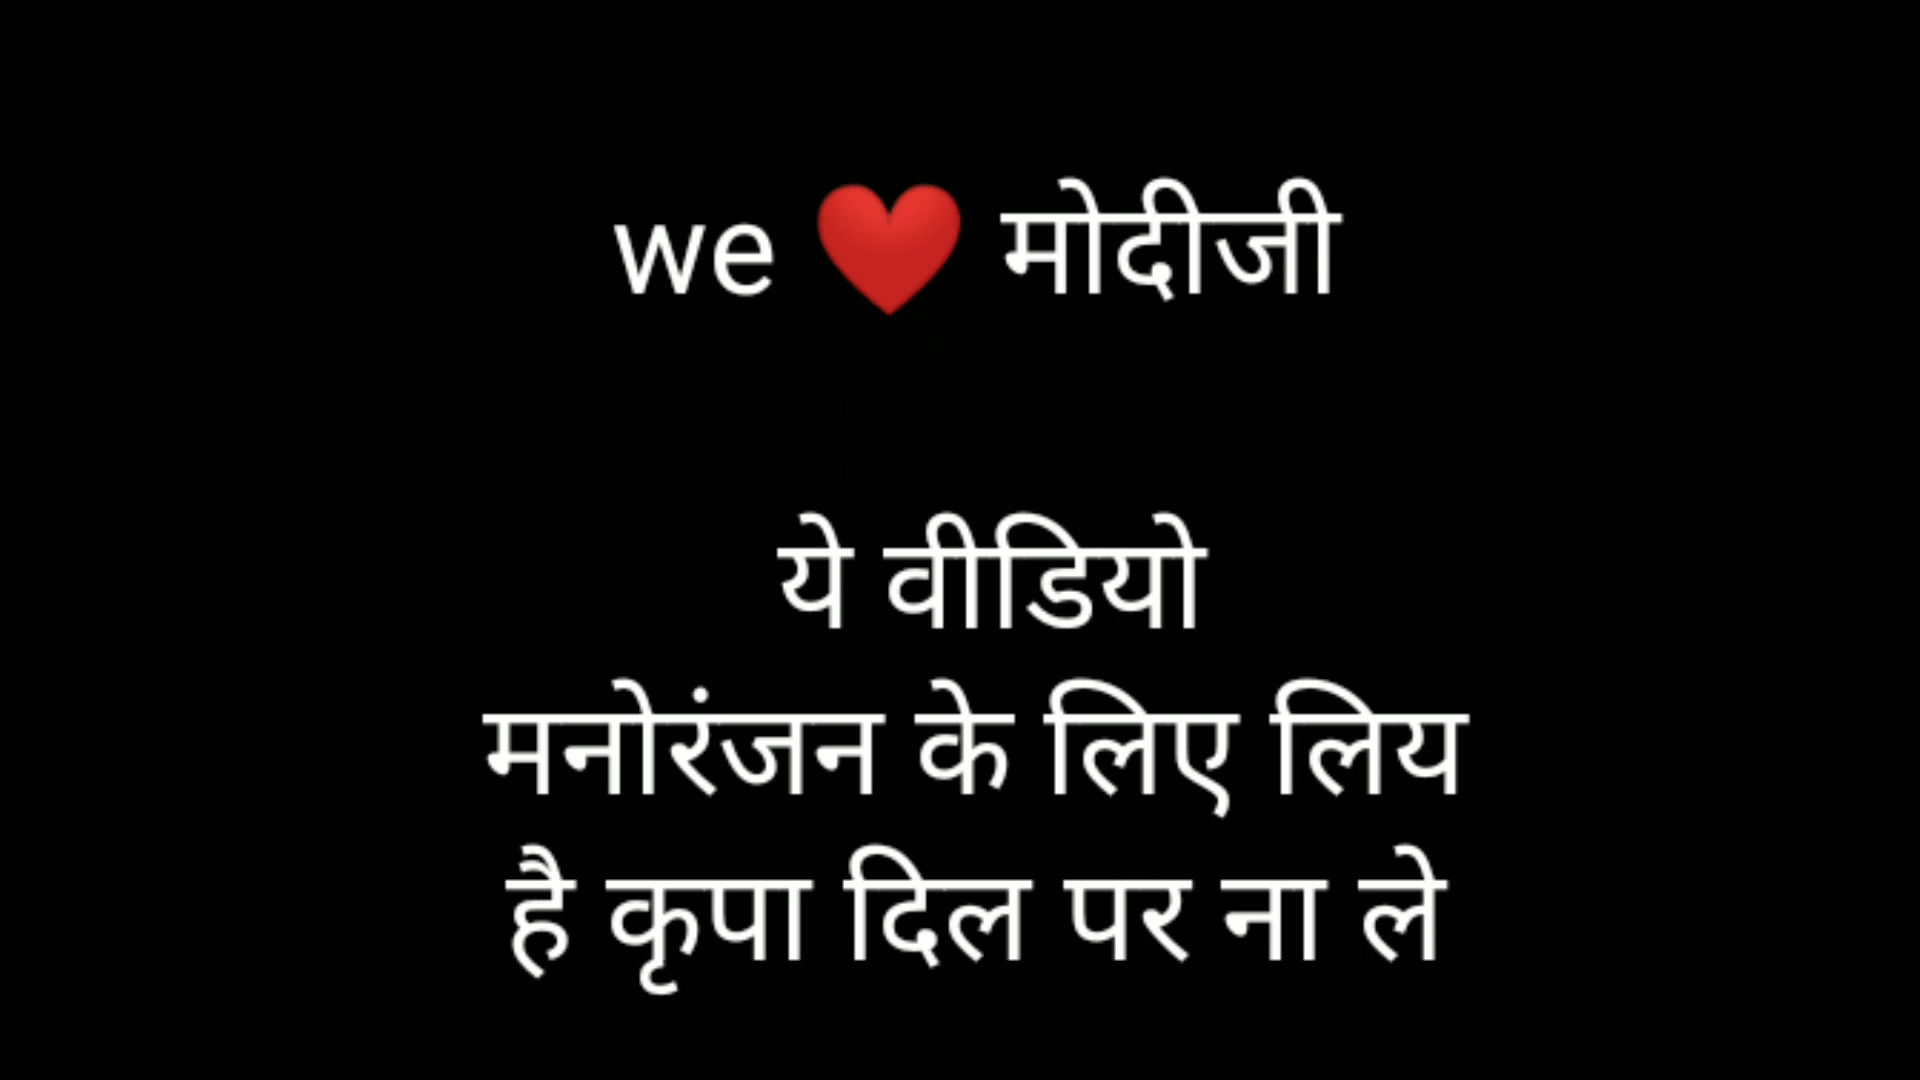 we ❤️ मोदीजी
ये वीडियो
मनोरंजन के लिए लिय
है कृपा दिल पर ना ले